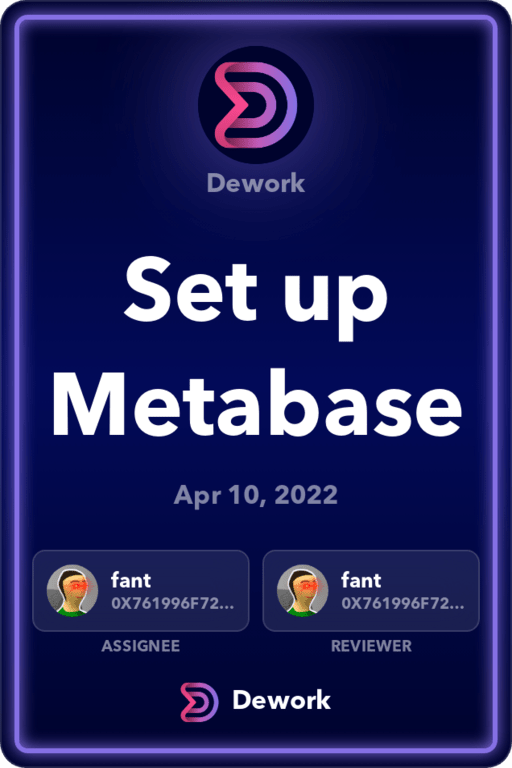 Dework
Set up
Metabase
Apr 10, 2022
fant
0X761996F72...
fant
0X761996F72...
ASSIGNEE
REVIEWER
Dework